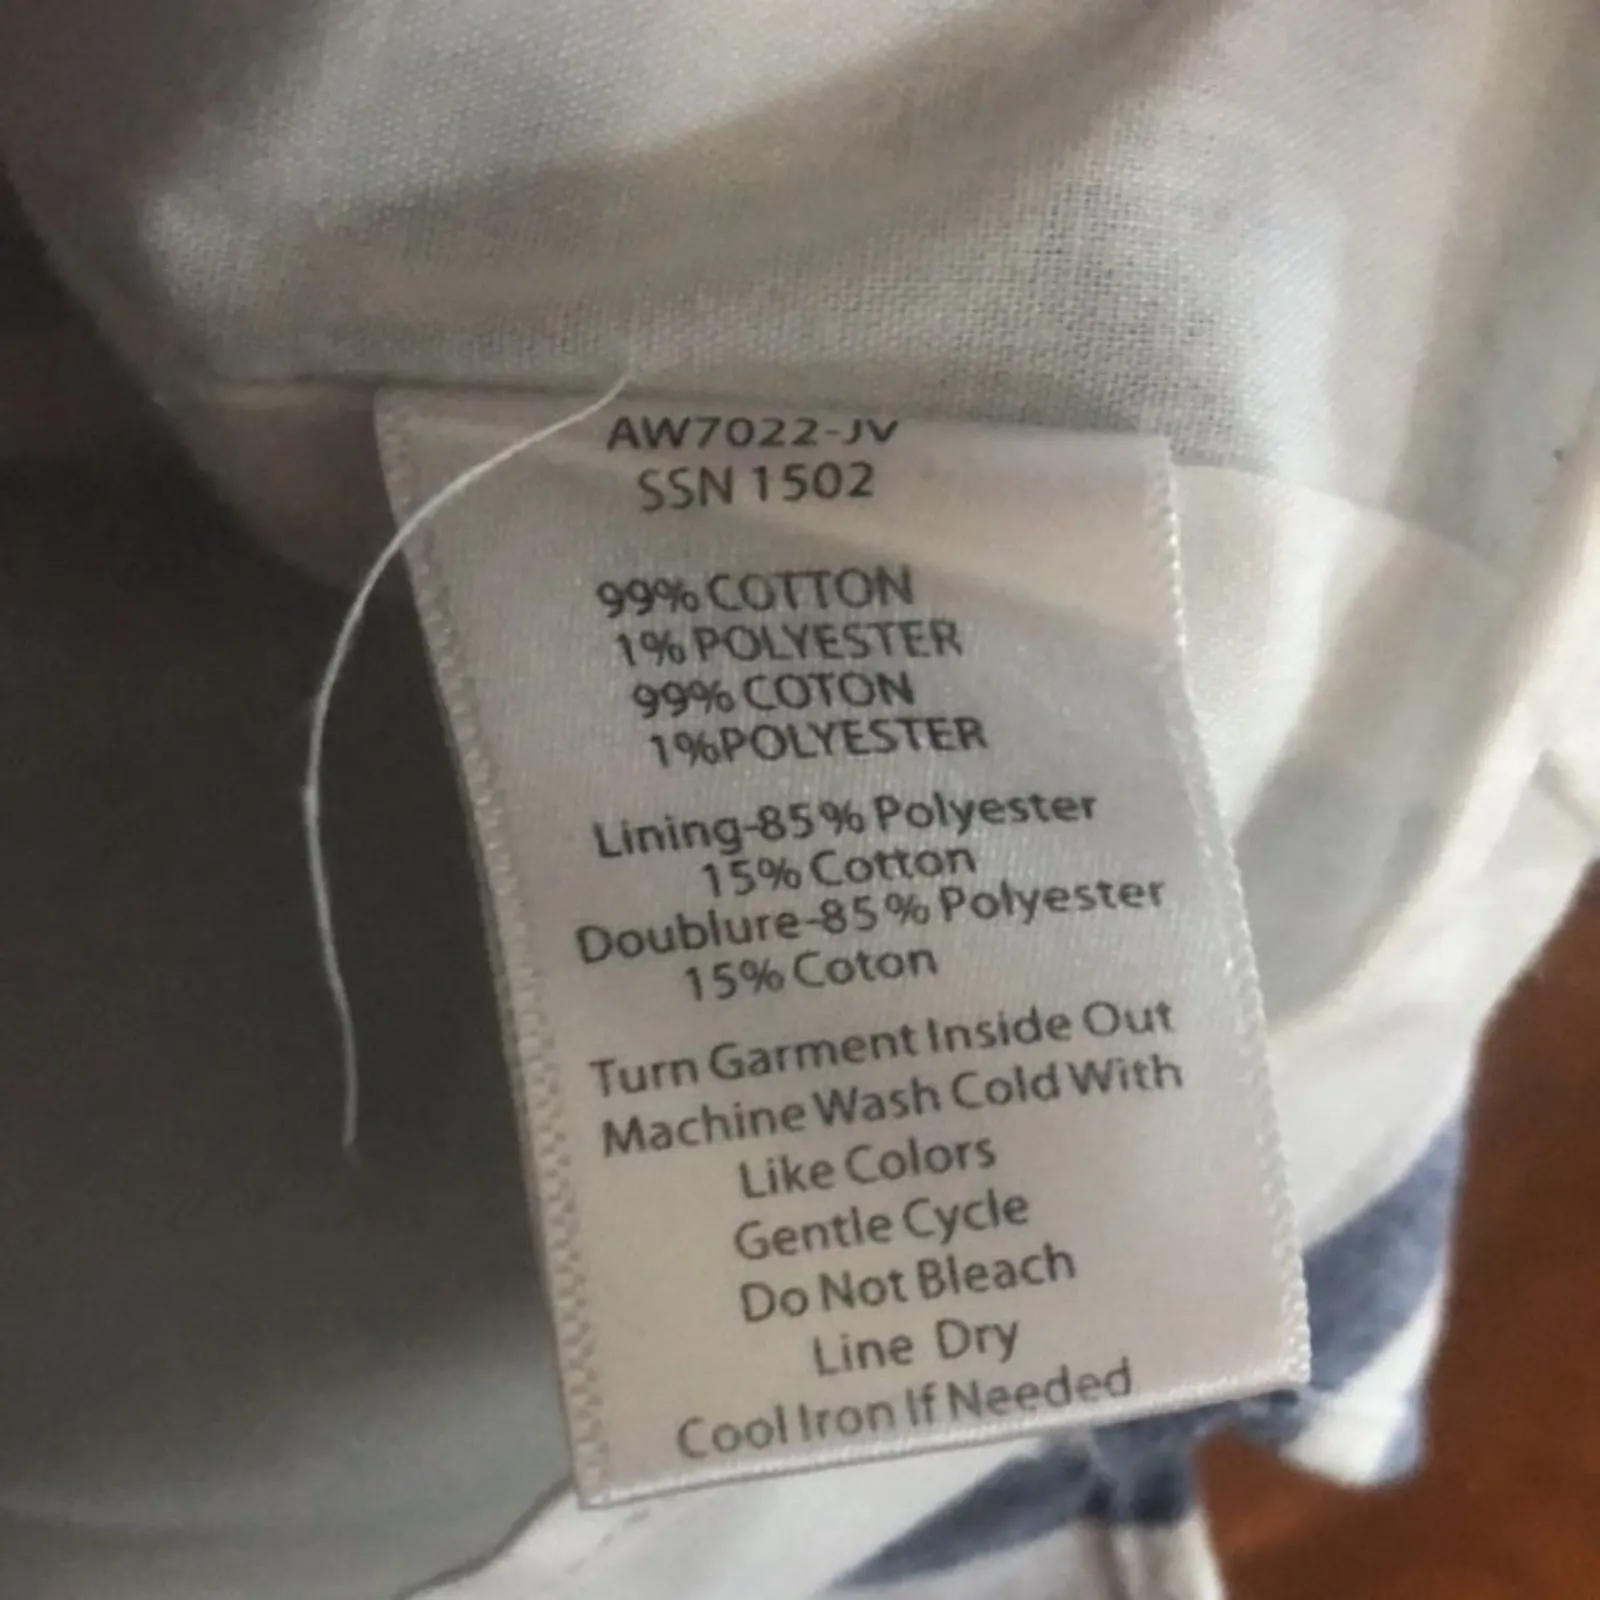 AW7022-JV
SSN 1502
99% COTTON
1% POLYESTER
99% COTON
1%POLYESTER
Lining-85% Polyester
15% Cotton
Doublure-85% Polyester
15% Coton
Turn Garment Inside Out
Machine Wash Cold With
Like Colors
Gentle Cycle
Do Not Bleach
Line Dry
Cool Iron If Needed